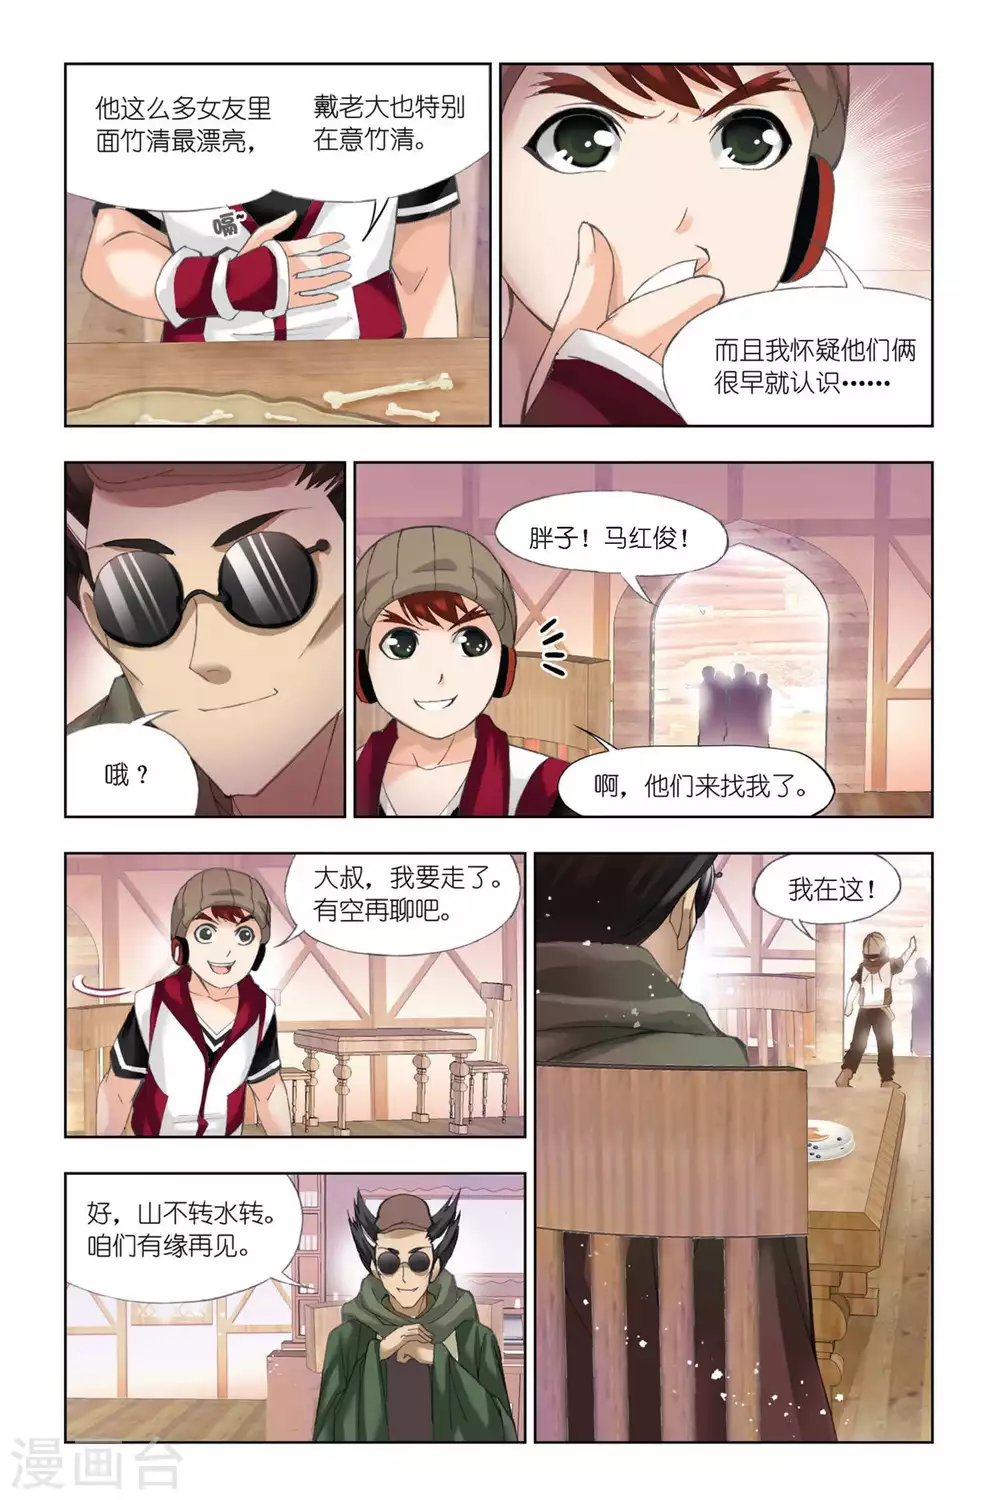 他这么多女友里
面竹清最漂亮，
戴老大也特别
在意竹清。
嗝~
而且我怀疑他们俩
很早就认识……
哦？
胖子！马红俊！
啊，他们来找我了。
大叔，我要走了。
有空再聊吧。
我在这！
好，山不转水转。
咱们有缘再见。
漫画台